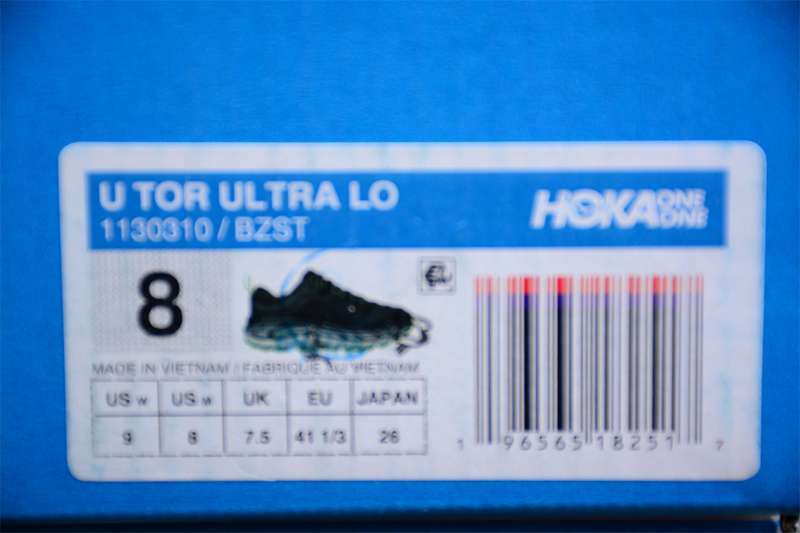 U TOR ULTRA LO
1130310 / BZST
HOKA ONE ONE
8
MADE IN VIETNAM / FABRIQUE AU VIETNAM
US w US w UK EU JAPAN
9 8 7.5 41 1/3 26
1 96565 18251 7